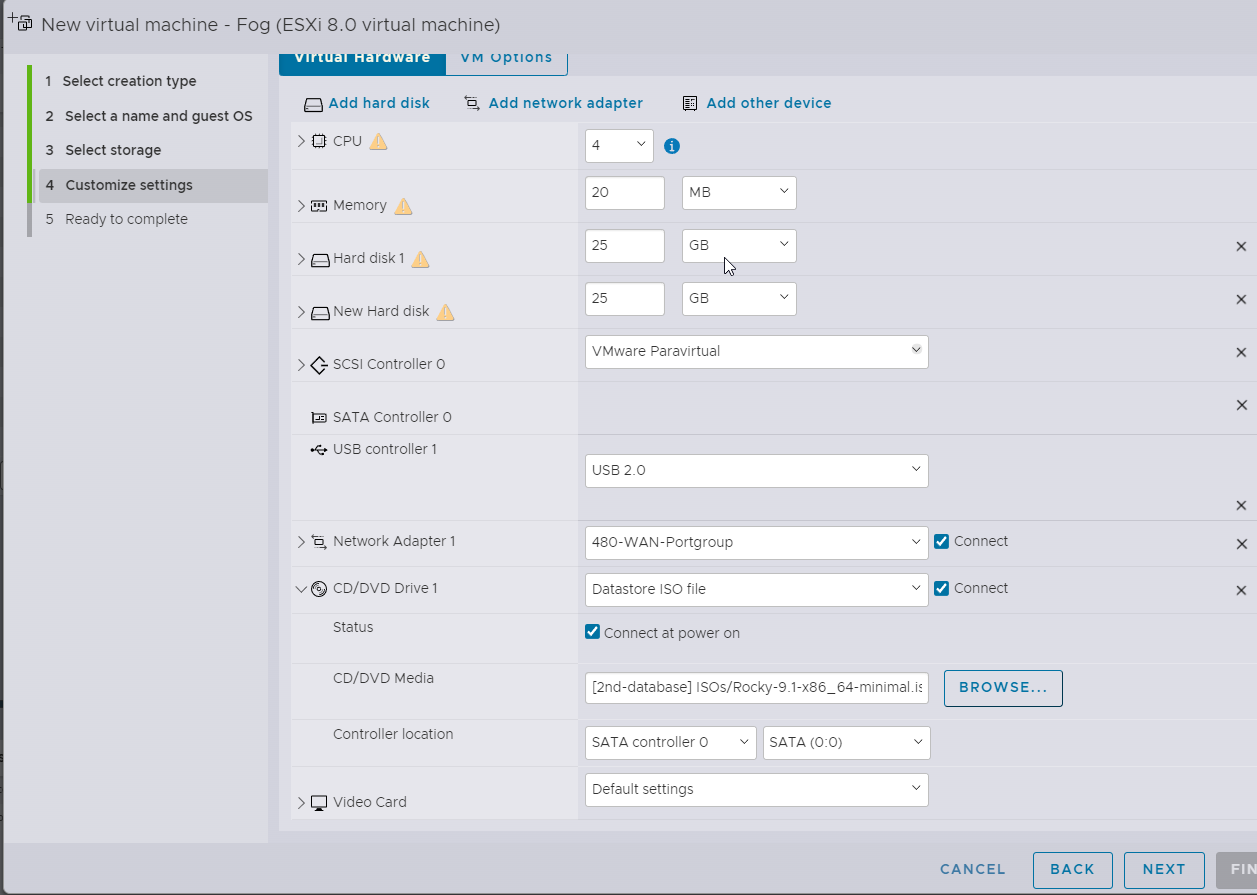 New virtual machine - Fog (ESXi 8.0 virtual machine)
1 Select creation type
2 Select a name and guest OS
3 Select storage
4 Customize settings
5 Ready to complete
Virtual Hardware VM Options
Add hard disk Add network adapter Add other device
CPU 4
Memory 20 MB
Hard disk 1 25 GB
New Hard disk 25 GB
SCSI Controller 0 VMware Paravirtual
SATA Controller 0
USB controller 1
USB 2.0
Network Adapter 1 480-WAN-Portgroup Connect
CD/DVD Drive 1 Datastore ISO file Connect
Status Connect at power on
CD/DVD Media [2nd-database] ISOs/Rocky-9.1-x86_64-minimal.is BROWSE...
Controller location SATA controller 0 SATA (0:0)
Video Card Default settings
CANCEL BACK NEXT FIN